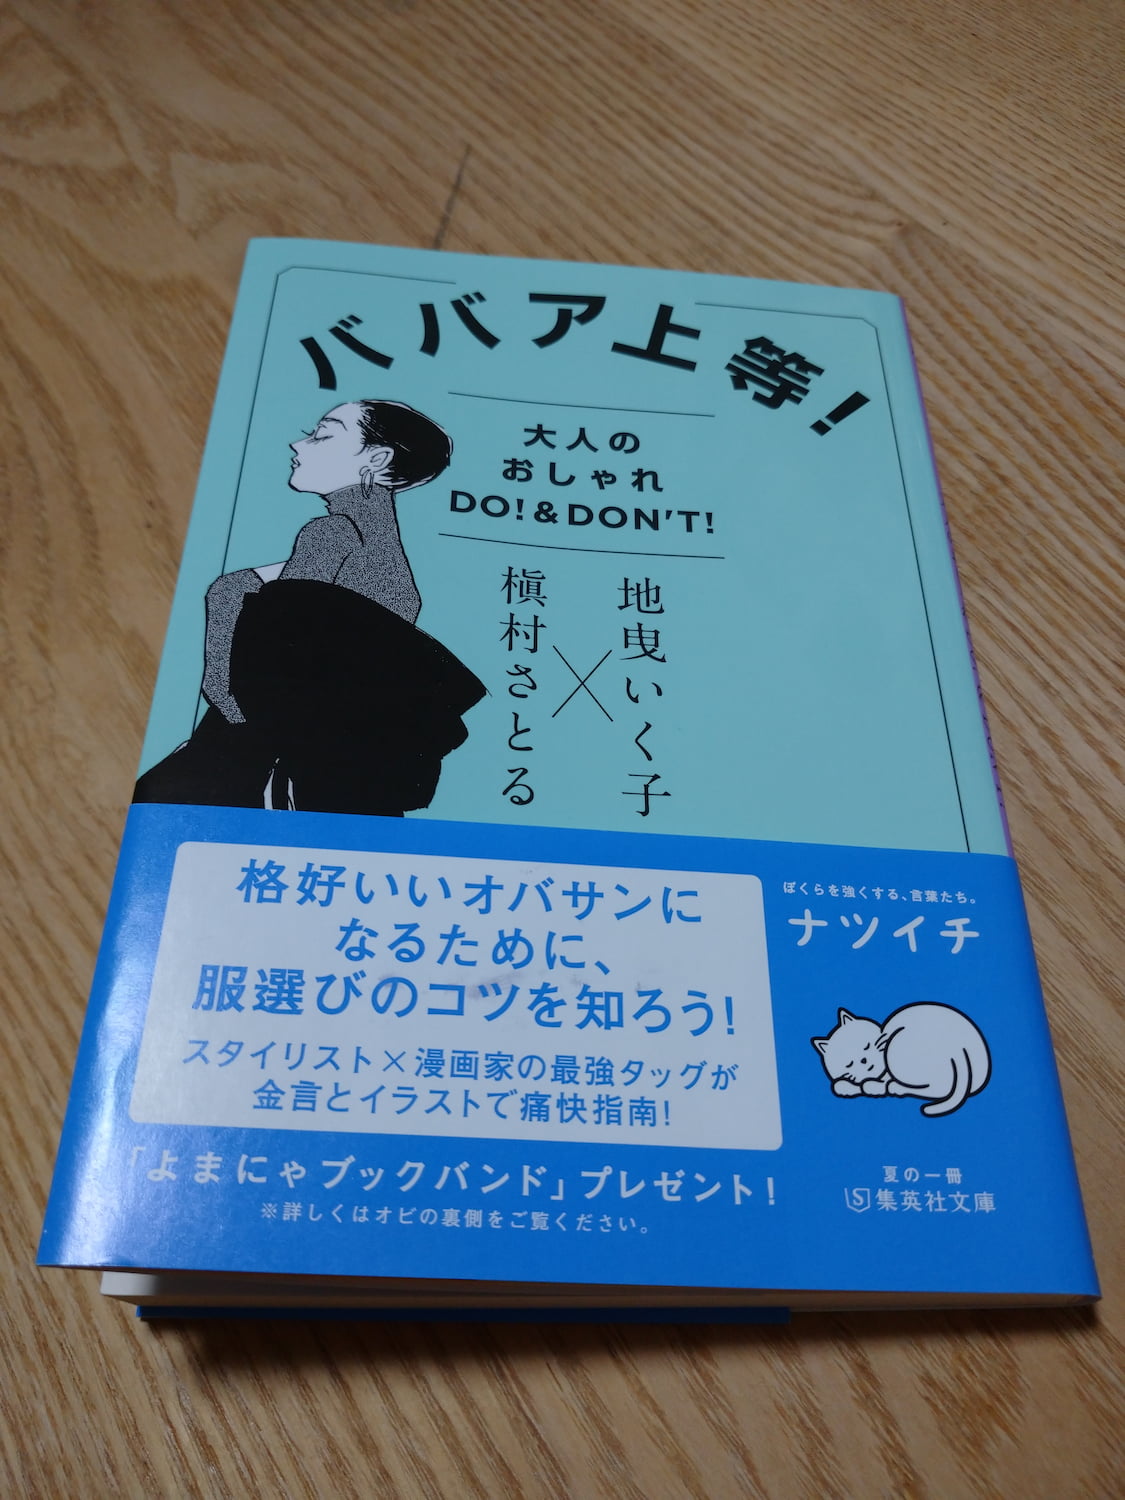 ババア上等!
大人の
おしゃれ
DO!&DON'T!
地曳いく子
×
槇村さとる
格好いいオバサンに
なるために、
服選びのコツを知ろう!
スタイリスト×漫画家の最強タッグが
金言とイラストで痛快指南!
「よまにゃブックバンド」プレゼント!
※詳しくはオビの裏側をご覧ください。
ぼくらを強くする、言葉たち。
ナツイチ
夏の一冊
S 集英社文庫